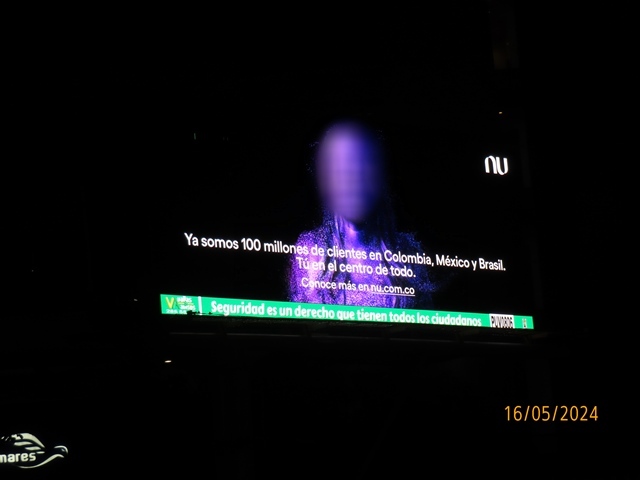 nu
Ya somos 100 millones de clientes en Colombia, México y Brasil.
Tú en el centro de todo.
Conoce más en nu.com.co
Seguridad es un derecho que tienen todos los ciudadanos
16/05/2024
mares